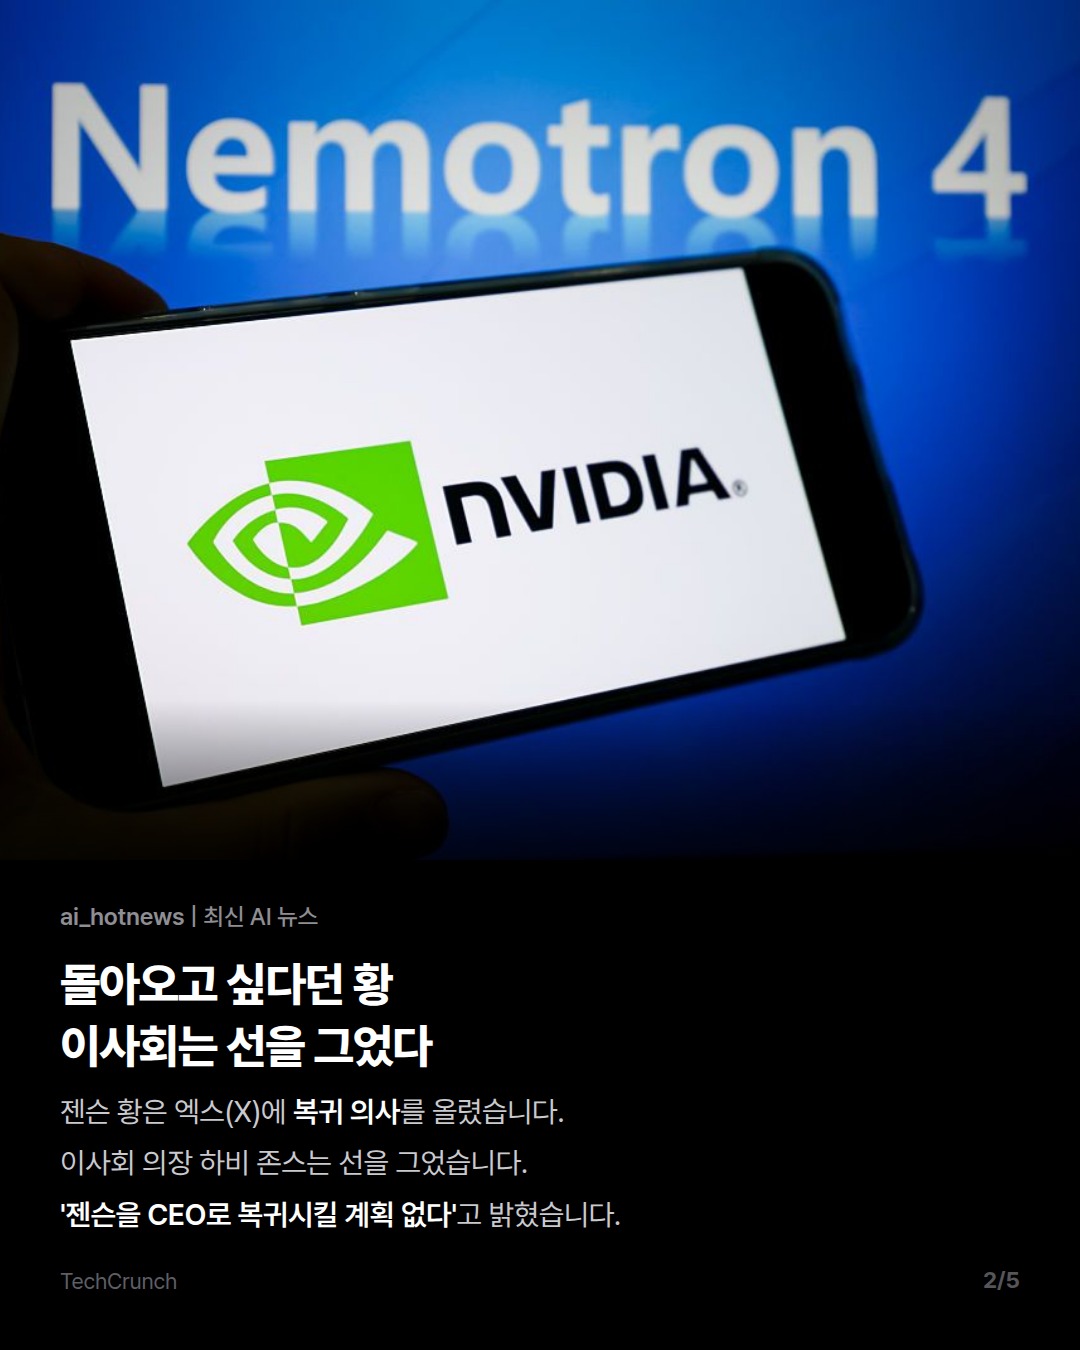 Nemotron 4
NVIDIA®
ai_hotnews | 최신 AI 뉴스
돌아오고 싶다던 황
이사회는 선을 그었다
젠슨 황은 엑스(X)에 복귀 의사를 올렸습니다.
이사회 의장 하비 존스는 선을 그었습니다.
'젠슨을 CEO로 복귀시킬 계획 없다'고 밝혔습니다.
TechCrunch
2/5